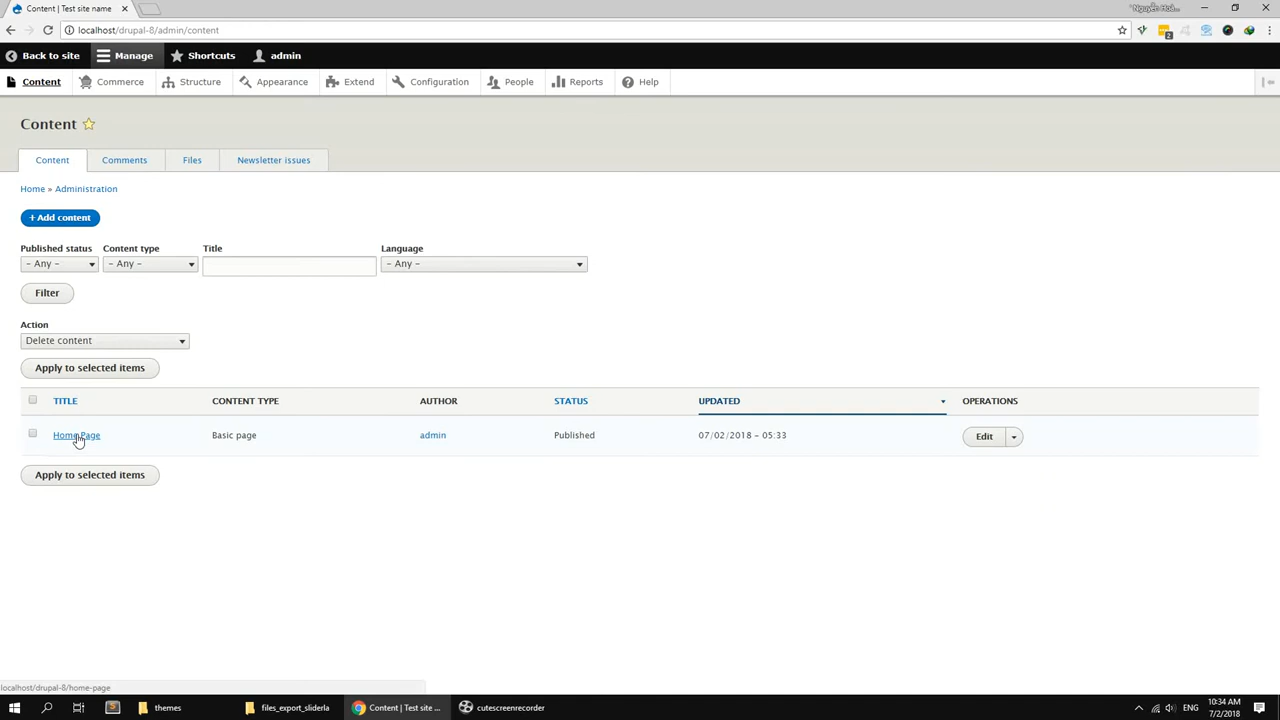 Content | Test site name
localhost/drupal-8/admin/content
2
Back to site
Manage
Shortcuts
admin
Content
Commerce
Structure
Appearance
Extend
Configuration
People
Reports
Help
Content
Content
Comments
Files
Newsletter issues
Home » Administration
+ Add content
Published status
Content type
Title
Language
- Any -
- Any -
- Any -
Filter
Action
Delete content
Apply to selected items
TITLE
CONTENT TYPE
AUTHOR
STATUS
UPDATED
OPERATIONS
Home Page
Basic page
admin
Published
07/02/2018 - 05:33
Edit
Apply to selected items
localhost/drupal-8/home-page
themes
files_export_sliderla
Content | Test site ...
cutescreenrecorder
ENG
10:34 AM
7/2/2018